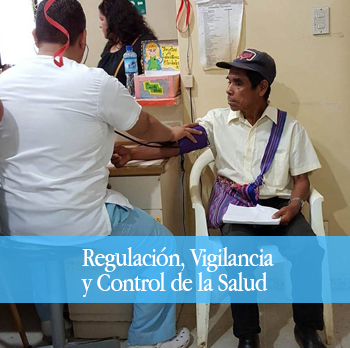 Regulación, Vigilancia
y Control de la Salud